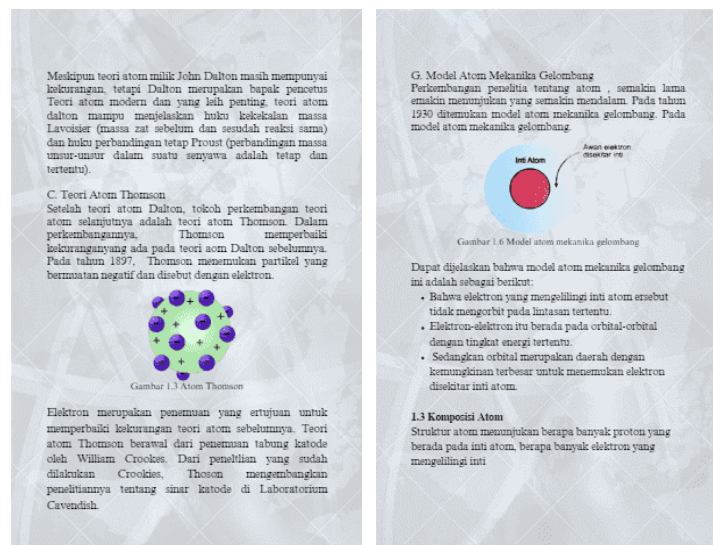 Meskipun teori atom milik John Dalton masih mempunyai
kekurangan, tetapi Dalton merupakan bapak pencetus
Teori atom modern dan yang leih penting, teori atom
dalton mampu menjelaskan huku kekekalan massa
Lavoisier (massa zat sebelum dan sesudah reaksi sama)
dan huku perbandingan tetap Proust (perbandingan massa
unsur-unsur dalam suatu senyawa adalah tetap dan
tertentu).
C. Teori Atom Thomson
Setelah teori atom Dalton, tokoh perkembangan teori
atom selanjutnya adalah teori atom Thomson. Dalam
perkembangannya, Thomson memperbaiki
kekuranganyang ada pada teori aom Dalton sebelumnya.
Pada tahun 1897, Thomson menemukan partikel yang
bermuatan negatif dan disebut dengan elektron.
Gambar 1.3 Atom Thomson
Elektron merupakan penemuan yang ertujuan untuk
memperbaiki kekurangan teori atom sebelumnya. Teori
atom Thomson berawal dari penemuan tabung katode
oleh William Crookes. Dari peneltlian yang sudah
dilakukan Crookies, Thoson mengembangkan
penelitiannya tentang sinar katode di Laboratorium
Cavendish.
G. Model Atom Mekanika Gelombang
Perkembangan penelitia tentang atom , semakin lama
emakin menunjukan yang semakin mendalam. Pada tahun
1930 ditemukan model atom mekanika gelombang. Pada
model atom mekanika gelombang.
Inti Atom
Awan elektron
disekitar inti
Gambar 1.6 Model atom mekanika gelombang
Dapat dijelaskan bahwa model atom mekanika gelombang
ini adalah sebagai berikut:
• Bahwa elektron yang mengelilingi inti atom ersebut
tidak mengorbit pada lintasan tertentu.
• Elektron-elektron itu berada pada orbital-orbital
dengan tingkat energi tertentu.
• Sedangkan orbital merupakan daerah dengan
kemungkinan terbesar untuk menemukan elektron
disekitar inti atom.
1.3 Komposisi Atom
Struktur atom menunjukan berapa banyak proton yang
berada pada inti atom, berapa banyak elektron yang
mengelilingi inti